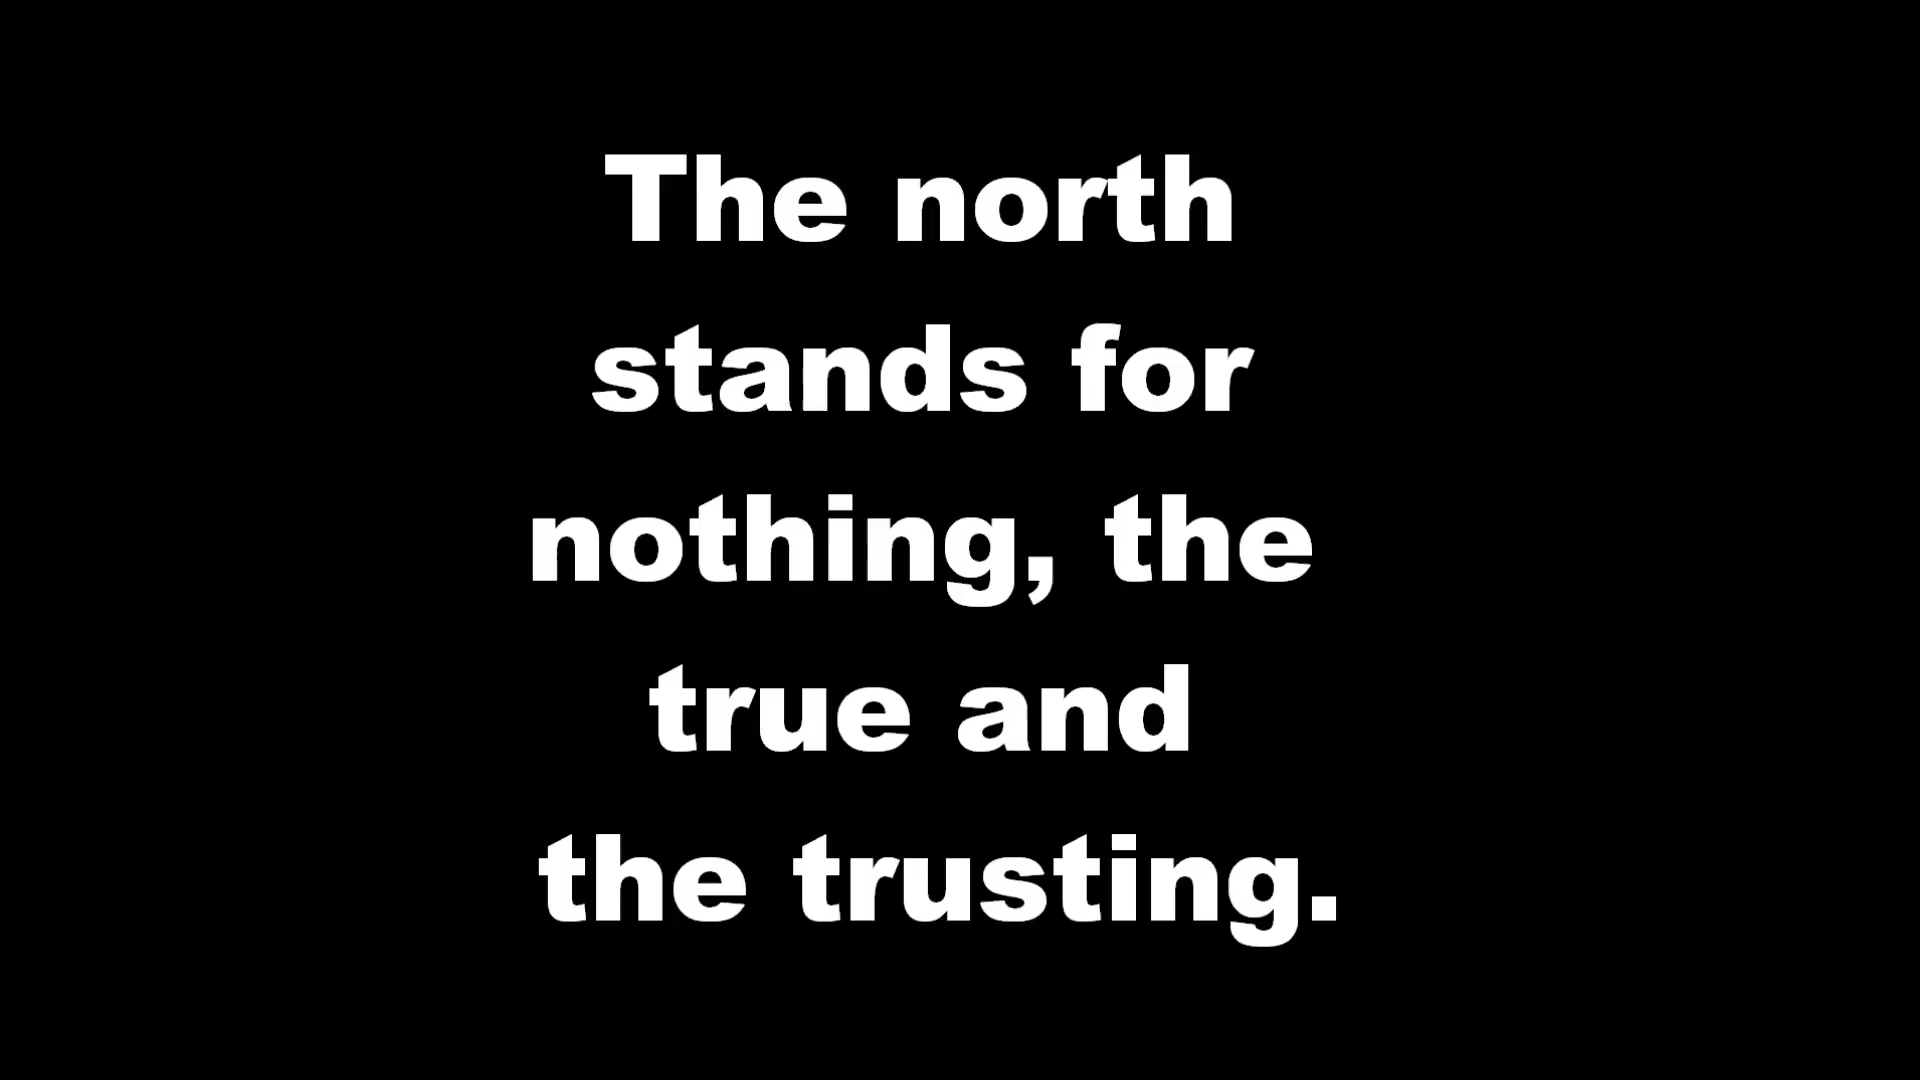 The north
stands for
nothing, the
true and
the trusting.